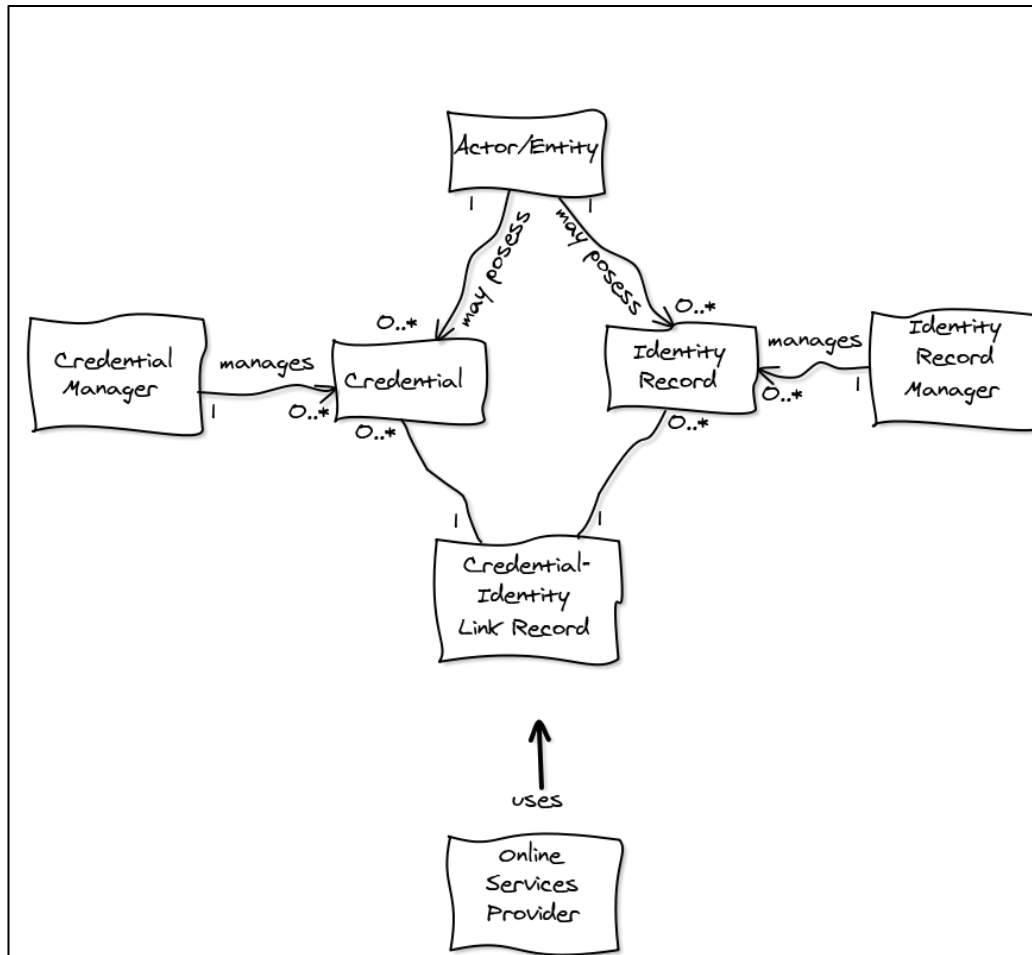 Actor/Entity
1
1
may posess
may posess
0..*
0..*
Credential
Manager
manages
1
0..*
Credential
0..*
Identity
Record
0..*
manages
0..*
1
Identity
Record
Manager
1
1
Credential-
Identity
Link Record
uses
Online
Services
Provider